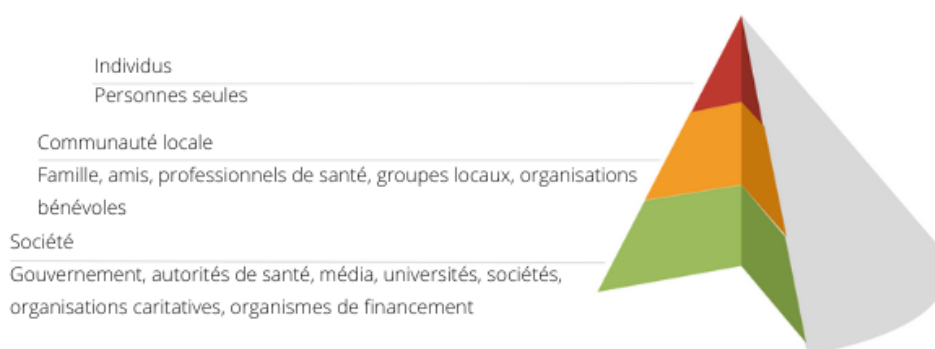 Individus
Personnes seules
Communauté locale
Famille, amis, professionnels de santé, groupes locaux, organisations
bénévoles
Société
Gouvernement, autorités de santé, média, universités, sociétés,
organisations caritatives, organismes de financement